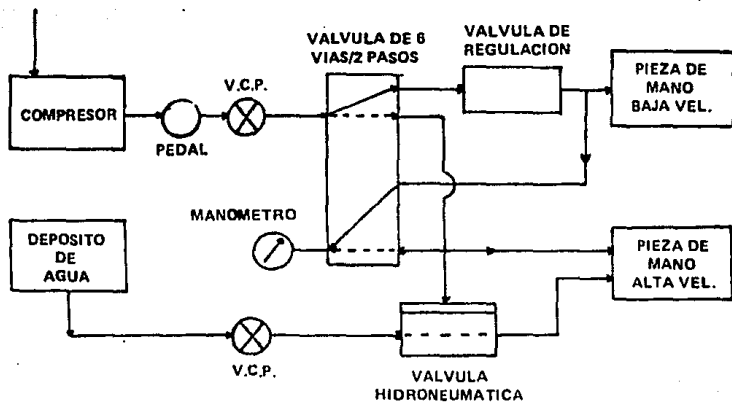 VALVULA DE 6
VIAS/2 PASOS
VALVULA DE
REGULACION
V.C.P.
COMPRESOR
PEDAL
PIEZA DE
MANO
BAJA VEL.
MANOMETRO
DEPOSITO
DE
AGUA
PIEZA DE
MANO
ALTA VEL.
V.C.P.
VALVULA
HIDRONEUMATICA